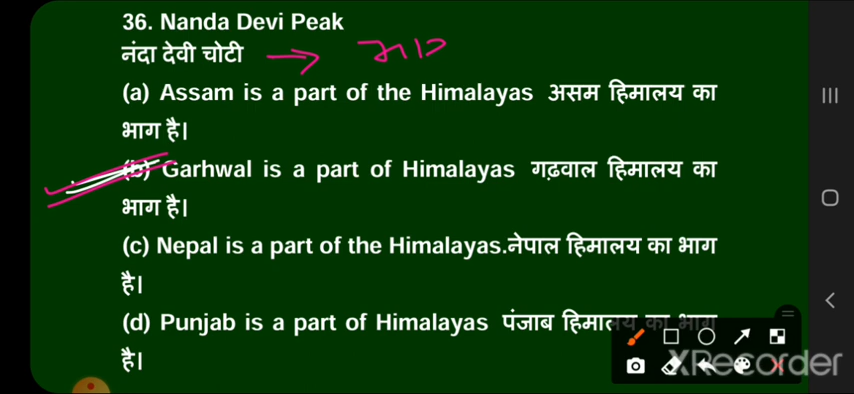 36. Nanda Devi Peak
नंदा देवी चोटी
(a) Assam is a part of the Himalayas असम हिमालय का
भाग है।
(b) Garhwal is a part of Himalayas गढ़वाल हिमालय का
भाग है।
(c) Nepal is a part of the Himalayas.नेपाल हिमालय का भाग
है।
(d) Punjab is a part of Himalayas पंजाब हिमालय का भाग
है।
XRecorder